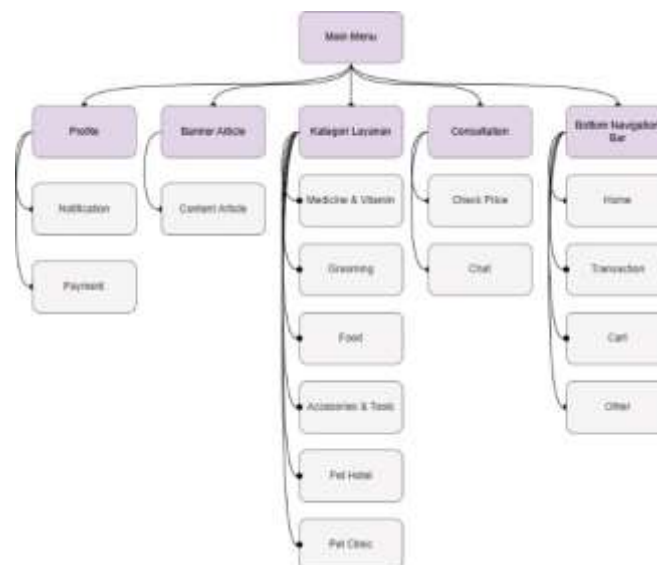 Main Menu
Profile
Banner Article
Kategori Layanan
Consultation
Bottom Navigation
Bar
Notification
Content Article
Medicine & Vitamin
Check Price
Home
Payment
Grooming
Chat
Transaction
Food
Cart
Accessories & Tools
Other
Pet Hotel
Pet Clinic